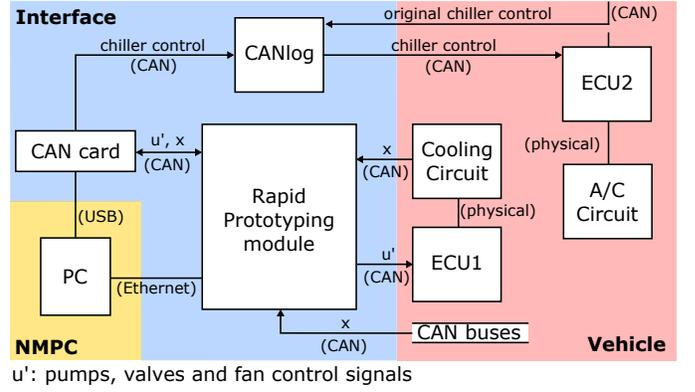 Interface
original chiller control
(CAN)
chiller control
(CAN)
CANlog
chiller control
(CAN)
ECU2
CAN card
u', x
(CAN)
Rapid
Prototyping
module
x
(CAN)
Cooling
Circuit
(physical)
A/C
Circuit
(USB)
(physical)
PC
(Ethernet)
u'
(CAN)
ECU1
x
(CAN)
CAN buses
NMPC
Vehicle
u': pumps, valves and fan control signals